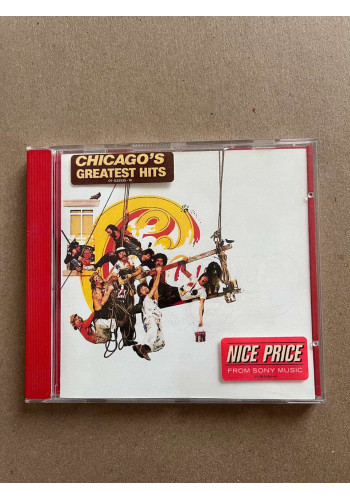 CHICAGO'S
GREATEST HITS
NICE PRICE
FROM SONY MUSIC